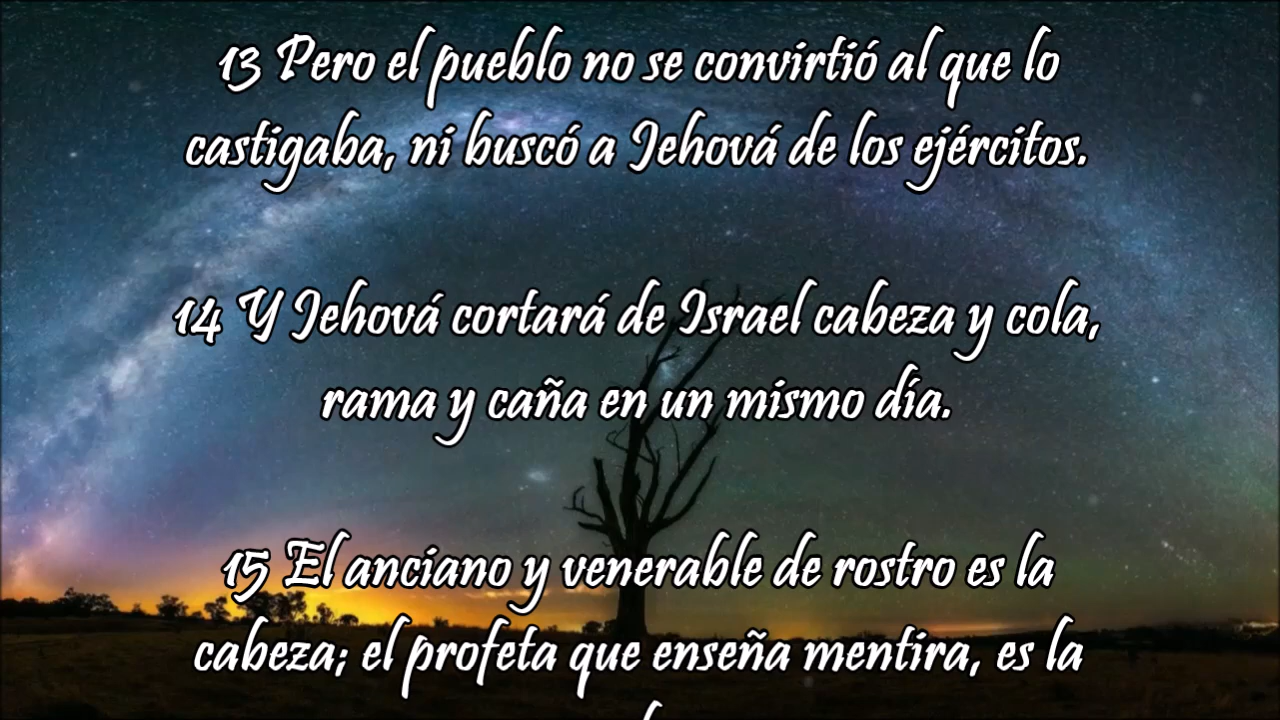 13 Pero el pueblo no se convirtió al que lo
castigaba, ni buscó a Jehová de los ejércitos.
14 Y Jehová cortará de Israel cabeza y cola,
rama y caña en un mismo día.
15 El anciano y venerable de rostro es la
cabeza; el profeta que enseña mentira, es la